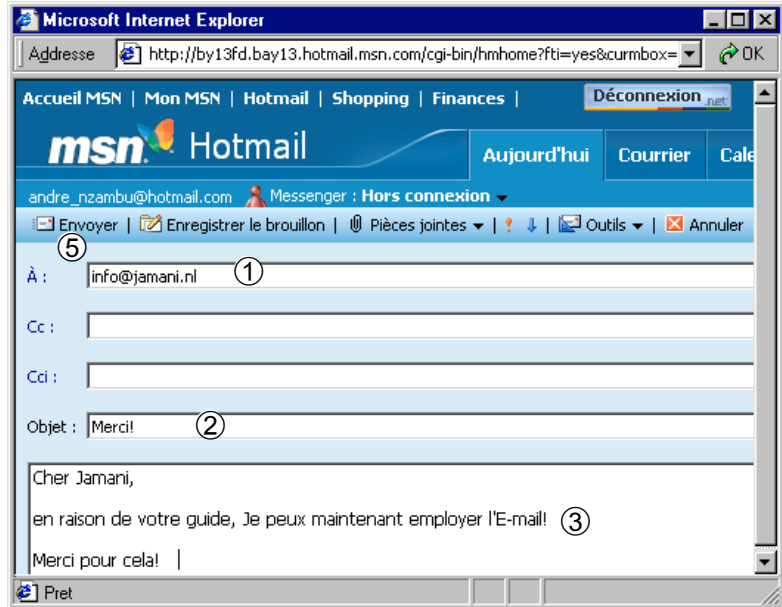 Microsoft Internet Explorer
Addresse http://by13fd.bay13.hotmail.msn.com/cgi-bin/hmhome?fti=yes&curmbox= OK
Accueil MSN | Mon MSN | Hotmail | Shopping | Finances | Déconnexion .net
msn Hotmail Aujourd'hui Courrier Cale
andre_nzambu@hotmail.com Messenger : Hors connexion
Envoyer | Enregistrer le brouillon | Pièces jointes | Outils | Annuler
⑤
À : info@jamani.nl ①
Cc :
Cci :
Objet : Merci! ②
Cher Jamani,
en raison de votre guide, Je peux maintenant employer l'E-mail! ③
Merci pour cela!
Pret